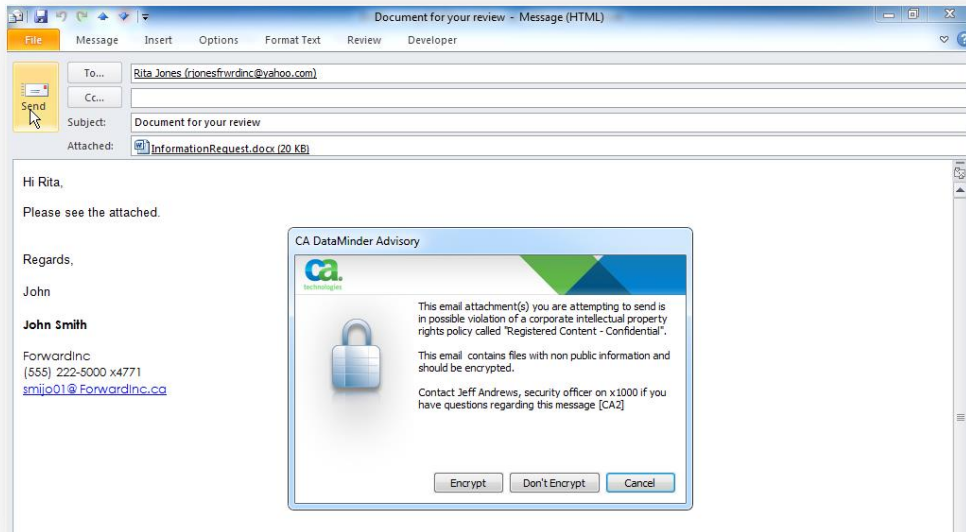 Document for your review - Message (HTML)
File Message Insert Options Format Text Review Developer
To... Rita Jones (rjonesfrwrdinc@yahoo.com)
Cc...
Send
Subject: Document for your review
Attached: InformationRequest.docx (20 KB)
Hi Rita,
Please see the attached.
Regards,
John
John Smith
ForwardInc
(555) 222-5000 x4771
smijo01@ForwardInc.ca
CA DataMinder Advisory
ca.
technologies
This email attachment(s) you are attempting to send is
in possible violation of a corporate intellectual property
rights policy called "Registered Content - Confidential".
This email contains files with non public information and
should be encrypted.
Contact Jeff Andrews, security officer on x1000 if you
have questions regarding this message [CA2]
Encrypt Don't Encrypt Cancel